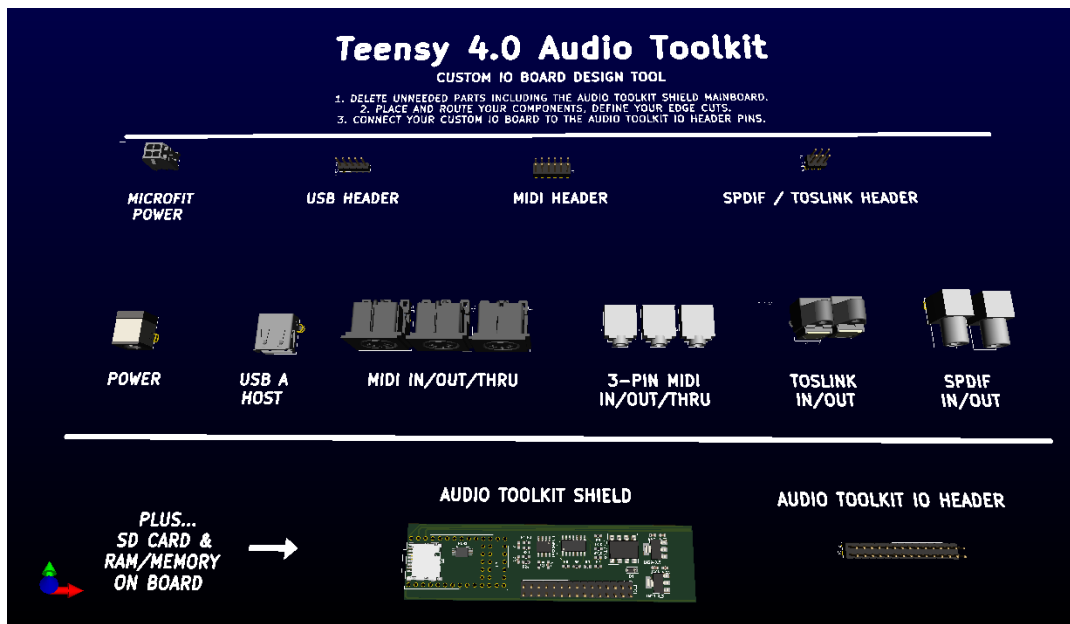 Teensy 4.0 Audio Toolkit
CUSTOM IO BOARD DESIGN TOOL
1. DELETE UNNEEDED PARTS INCLUDING THE AUDIO TOOLKIT SHIELD MAINBOARD.
2. PLACE AND ROUTE YOUR COMPONENTS, DEFINE YOUR EDGE CUTS.
3. CONNECT YOUR CUSTOM IO BOARD TO THE AUDIO TOOLKIT IO HEADER PINS.
MICROFIT
POWER
USB HEADER
MIDI HEADER
SPDIF / TOSLINK HEADER
POWER
USB A
HOST
MIDI IN/OUT/THRU
3-PIN MIDI
IN/OUT/THRU
TOSLINK
IN/OUT
SPDIF
IN/OUT
PLUS...
SD CARD &
RAM/MEMORY
ON BOARD
AUDIO TOOLKIT SHIELD
AUDIO TOOLKIT IO HEADER